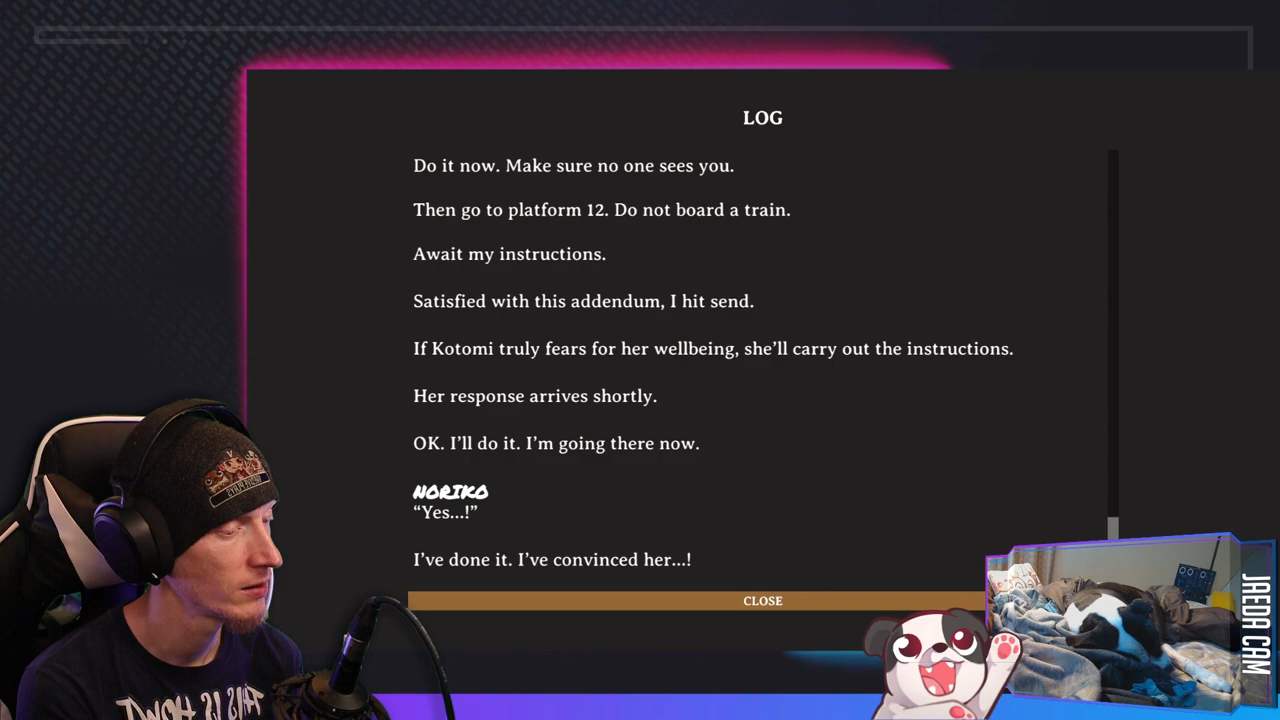 LOG
Do it now. Make sure no one sees you.
Then go to platform 12. Do not board a train.
Await my instructions.
Satisfied with this addendum, I hit send.
If Kotomi truly fears for her wellbeing, she’ll carry out the instructions.
Her response arrives shortly.
OK. I’ll do it. I’m going there now.
NORIKO
“Yes...!”
I’ve done it. I’ve convinced her...!
CLOSE
JAEDA CAM